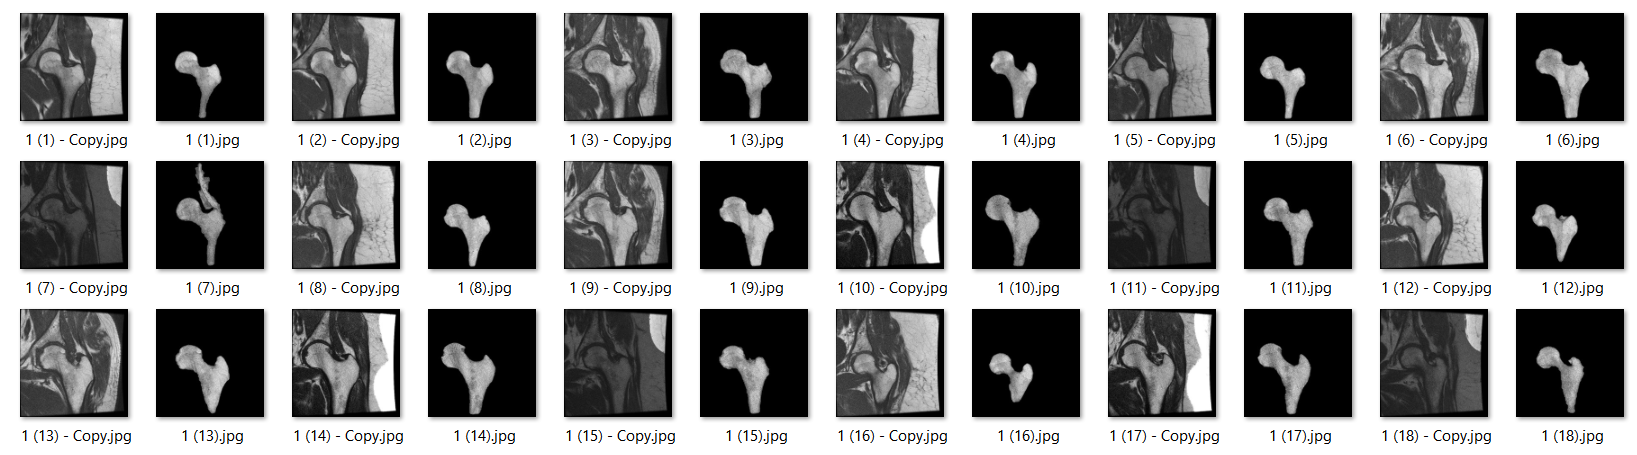 1 (1) - Copy.jpg 1 (1).jpg 1 (2) - Copy.jpg 1 (2).jpg 1 (3) - Copy.jpg 1 (3).jpg 1 (4) - Copy.jpg 1 (4).jpg 1 (5) - Copy.jpg 1 (5).jpg 1 (6) - Copy.jpg 1 (6).jpg
1 (7) - Copy.jpg 1 (7).jpg 1 (8) - Copy.jpg 1 (8).jpg 1 (9) - Copy.jpg 1 (9).jpg 1 (10) - Copy.jpg 1 (10).jpg 1 (11) - Copy.jpg 1 (11).jpg 1 (12) - Copy.jpg 1 (12).jpg
1 (13) - Copy.jpg 1 (13).jpg 1 (14) - Copy.jpg 1 (14).jpg 1 (15) - Copy.jpg 1 (15).jpg 1 (16) - Copy.jpg 1 (16).jpg 1 (17) - Copy.jpg 1 (17).jpg 1 (18) - Copy.jpg 1 (18).jpg